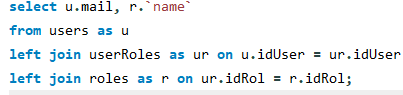 select u.mail, r.`name`
from users as u
left join userRoles as ur on u.idUser = ur.idUser
left join roles as r on ur.idRol = r.idRol;